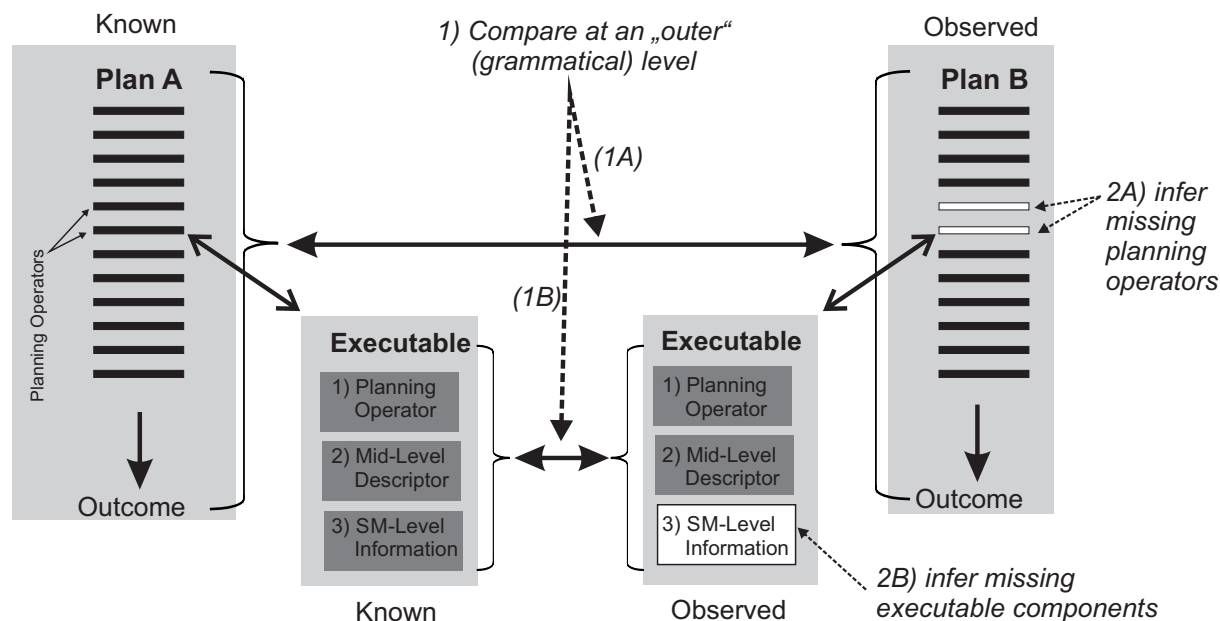 Known
Plan A
Planning Operators
Outcome
1) Compare at an „outer“
(grammatical) level
(1A)
(1B)
Observed
Plan B
2A) infer
missing
planning
operators
Outcome
Executable
1) Planning
Operator
2) Mid-Level
Descriptor
3) SM-Level
Information
Known
Executable
1) Planning
Operator
2) Mid-Level
Descriptor
3) SM-Level
Information
Observed
2B) infer missing
executable components